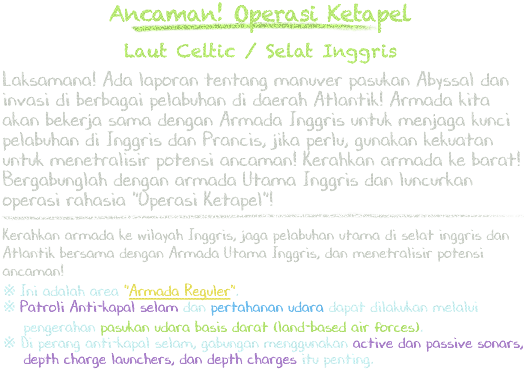 Ancaman! Operasi Ketapel
Laut Celtic / Selat Inggris
Laksamana! Ada laporan tentang manuver pasukan Abyssal dan
invasi di berbagai pelabuhan di daerah Atlantik! Armada kita
akan bekerja sama dengan Armada Inggris untuk menjaga kunci
pelabuhan di Inggris dan Prancis, jika perlu, gunakan kekuatan
untuk menetralisir potensi ancaman! Kerahkan armada ke barat!
Bergabunglah dengan armada Utama Inggris dan luncurkan
operasi rahasia "Operasi Ketapel"!
Kerahkan armada ke wilayah Inggris, jaga pelabuhan utama di selat inggris dan
Atlantik bersama dengan Armada Utama Inggris, dan menetralisir potensi
ancaman!
※ Ini adalah area "Armada Reguler".
※ Patroli Anti-kapal selam dan pertahanan udara dapat dilakukan melalui
pengerahan pasukan udara basis darat (land-based air forces).
※ Di perang anti-kapal selam, gabungan menggunakan active dan passive sonars,
depth charge launchers, dan depth charges itu penting.